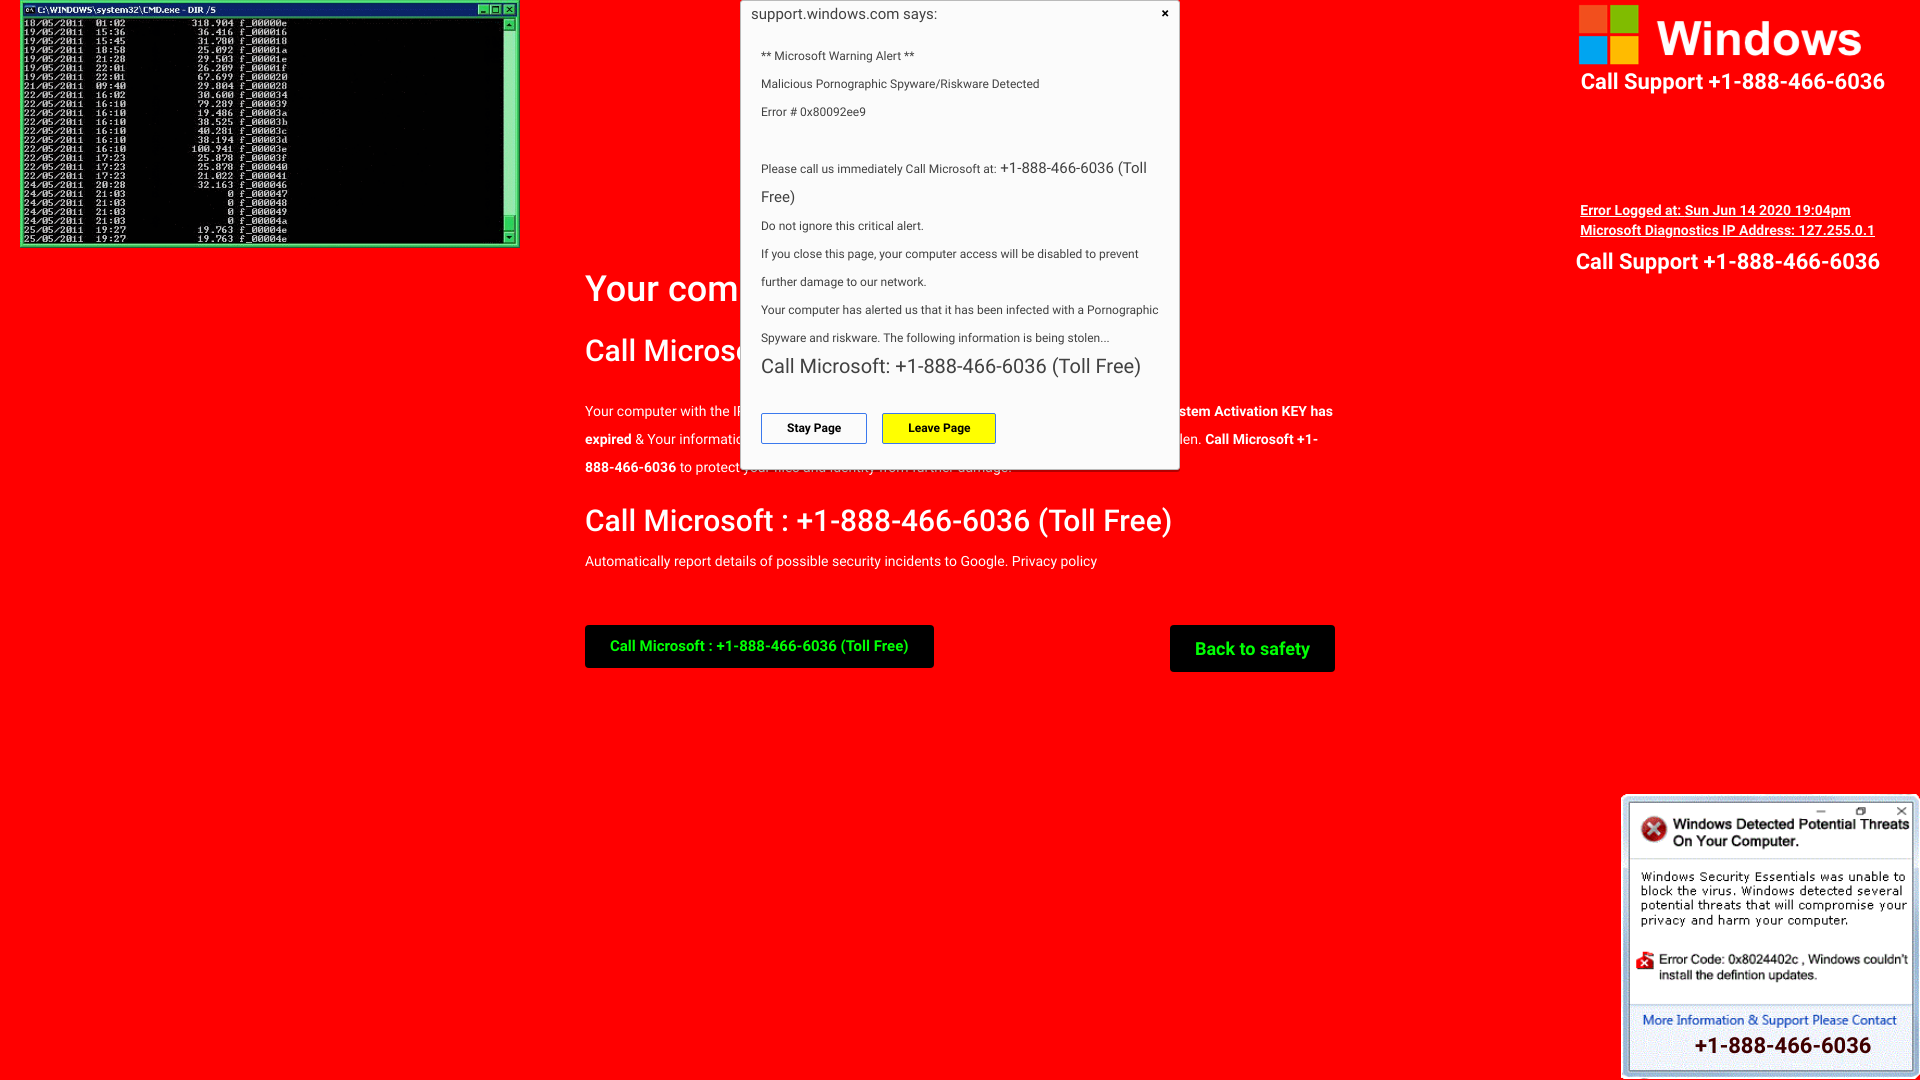 C:\WINDOWS\system32\CMD.exe - DIR /S
18/05/2011 01:02 318.904 f_00000e
19/05/2011 15:36 36.416 f_000016
19/05/2011 15:45 31.780 f_000018
19/05/2011 18:58 25.092 f_00001a
19/05/2011 21:28 29.503 f_00001e
19/05/2011 22:01 26.209 f_00001f
19/05/2011 22:01 67.699 f_000020
21/05/2011 09:40 29.804 f_000028
22/05/2011 16:02 30.600 f_000034
22/05/2011 16:10 79.289 f_000039
22/05/2011 16:10 19.486 f_00003a
22/05/2011 16:10 38.525 f_00003b
22/05/2011 16:10 40.281 f_00003c
22/05/2011 16:10 38.194 f_00003d
22/05/2011 16:10 100.941 f_00003e
22/05/2011 17:23 25.878 f_00003f
22/05/2011 17:23 25.878 f_000040
22/05/2011 17:23 21.022 f_000041
24/05/2011 20:28 32.163 f_000046
24/05/2011 21:03 0 f_000047
24/05/2011 21:03 0 f_000048
24/05/2011 21:03 0 f_000049
24/05/2011 21:03 0 f_00004a
25/05/2011 19:27 19.763 f_00004e
25/05/2011 19:27 19.763 f_00004e
support.windows.com says:
** Microsoft Warning Alert **
Malicious Pornographic Spyware/Riskware Detected
Error # 0x80092ee9
Please call us immediately Call Microsoft at: +1-888-466-6036 (Toll
Free)
Do not ignore this critical alert.
If you close this page, your computer access will be disabled to prevent
further damage to our network.
Your computer has alerted us that it has been infected with a Pornographic
Spyware and riskware. The following information is being stolen...
Call Microsoft: +1-888-466-6036 (Toll Free)
Stay Page
Leave Page
Windows
Call Support +1-888-466-6036
Error Logged at: Sun Jun 14 2020 19:04pm
Microsoft Diagnostics IP Address: 127.255.0.1
Call Support +1-888-466-6036
Your com
Call Micros
Your computer with the stem Activation KEY has
expired & Your informatio len. Call Microsoft +1-
888-466-6036 to protect your files and identity from further damage.
Call Microsoft : +1-888-466-6036 (Toll Free)
Automatically report details of possible security incidents to Google. Privacy policy
Call Microsoft : +1-888-466-6036 (Toll Free)
Back to safety
Windows Detected Potential Threats
On Your Computer.
Windows Security Essentials was unable to
block the virus. Windows detected several
potential threats that will compromise your
privacy and harm your computer.
Error Code: 0x8024402c , Windows couldn't
install the defintion updates.
More Information & Support Please Contact
+1-888-466-6036